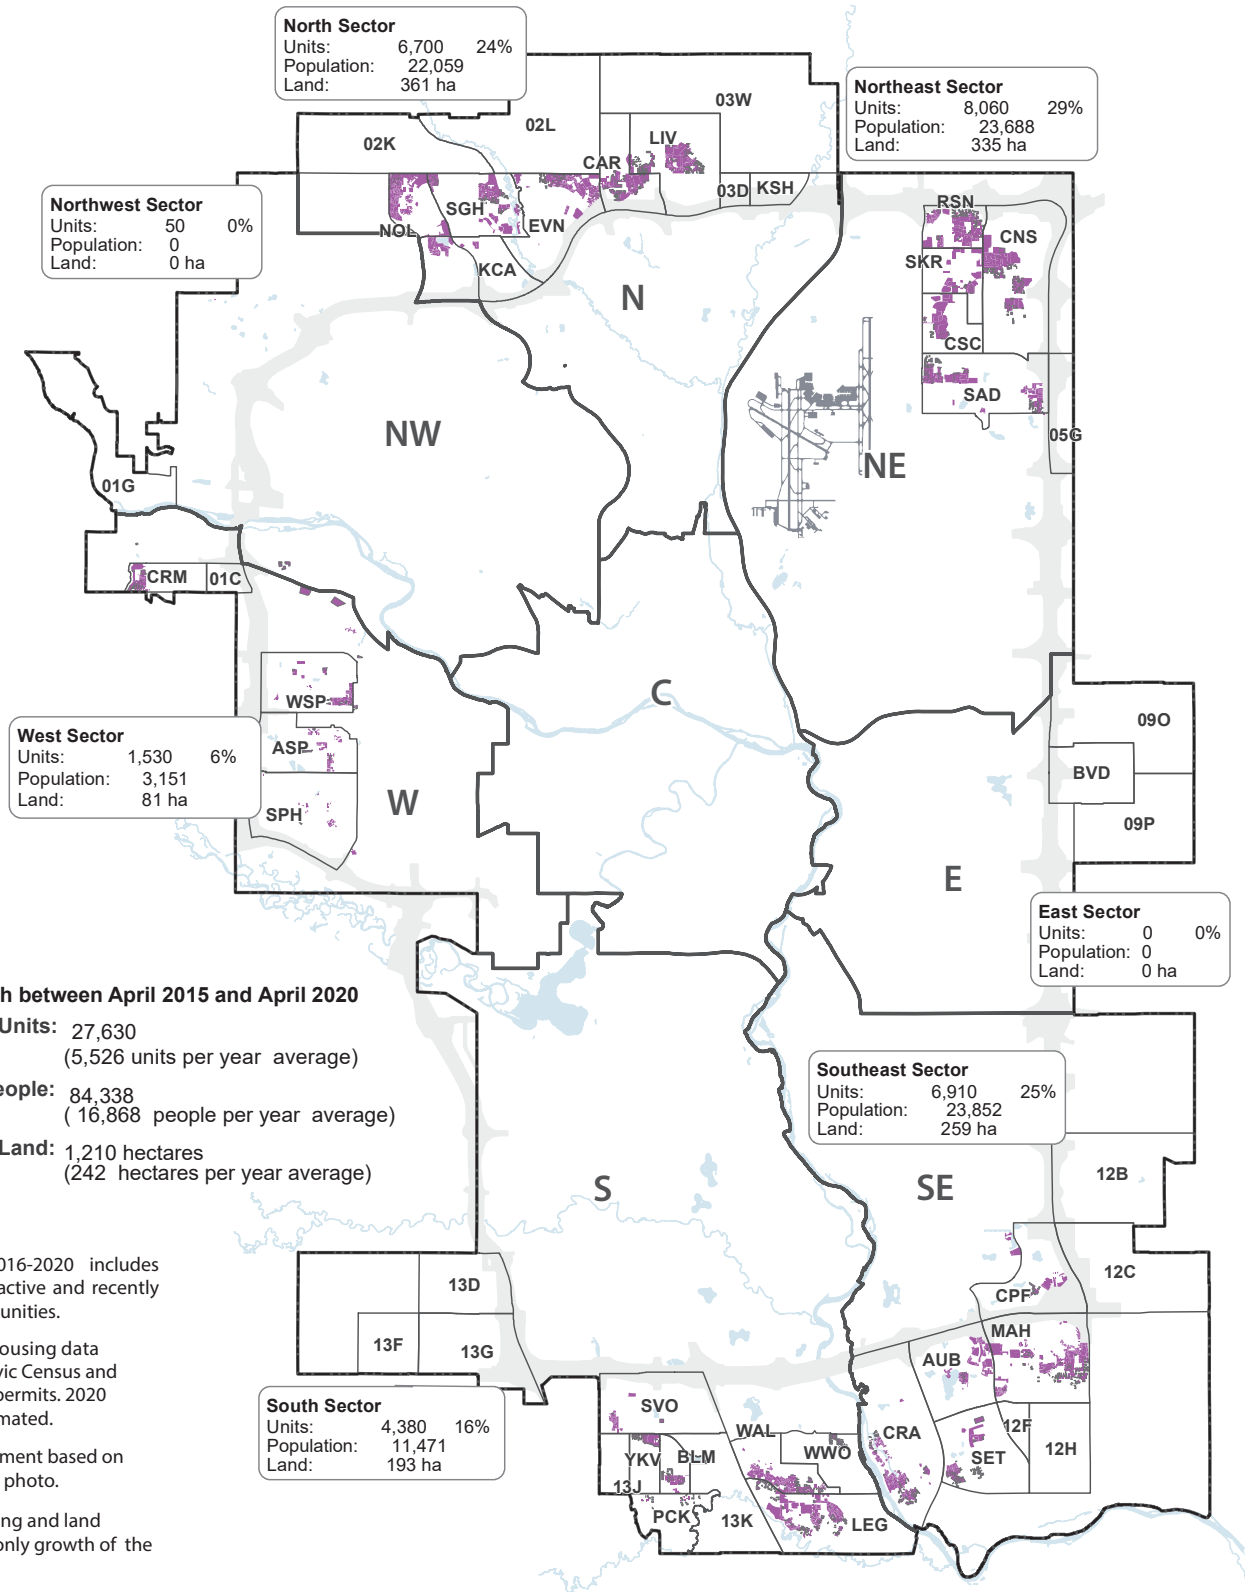 North Sector
Units: 6,700 24%
Population: 22,059
Land: 361 ha
Northeast Sector
Units: 8,060 29%
Population: 23,688
Land: 335 ha
03W
02L
02K
LIV
CAR
03D
KSH
Northwest Sector
Units: 50 0%
Population: 0
Land: 0 ha
SGH
NOL
EVN
KCA
RSN
CNS
SKR
CSC
SAD
05G
N
NW
NE
01G
CRM
01C
WSP
ASP
SPH
West Sector
Units: 1,530 6%
Population: 3,151
Land: 81 ha
W
C
09O
BVD
09P
E
East Sector
Units: 0 0%
Population: 0
Land: 0 ha
h between April 2015 and April 2020
Units: 27,630
(5,526 units per year average)
eople: 84,338
( 16,868 people per year average)
Land: 1,210 hectares
(242 hectares per year average)
Southeast Sector
Units: 6,910 25%
Population: 23,852
Land: 259 ha
S
SE
12B
12C
CPF
MAH
AUB
12F
12H
SET
CRA
016-2020 includes
active and recently
unities.
ousing data
vic Census and
permits. 2020
mated.
ment based on
photo.
ng and land
only growth of the
13D
13F
13G
South Sector
Units: 4,380 16%
Population: 11,471
Land: 193 ha
SVO
WAL
WWO
YKV
BLM
13J
PCK
13K
LEG